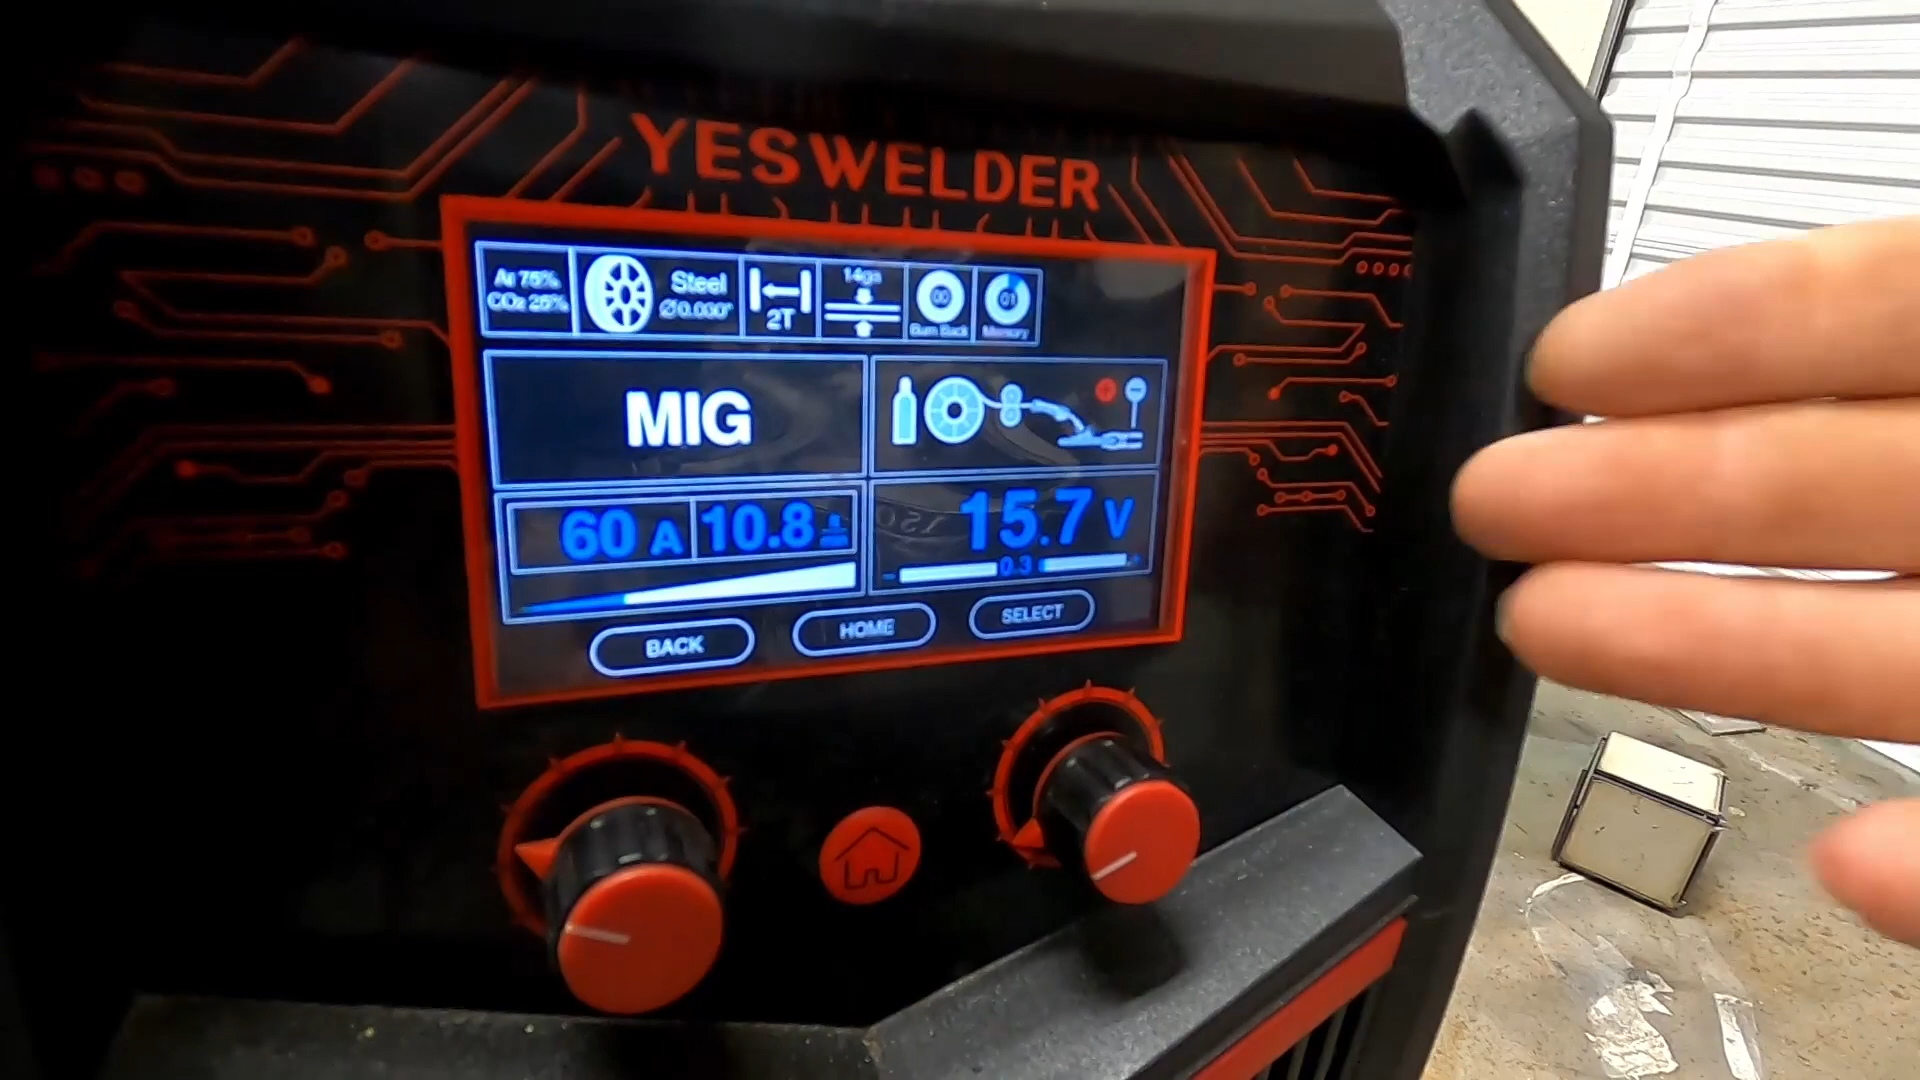 YESWELDER
Ar 75%
CO2 25%
Steel
Ø0.030"
2T
14ga
00
Burn Back
01
Memory
MIG
60 A
10.8
15.7 V
- 0.3 +
BACK
HOME
SELECT